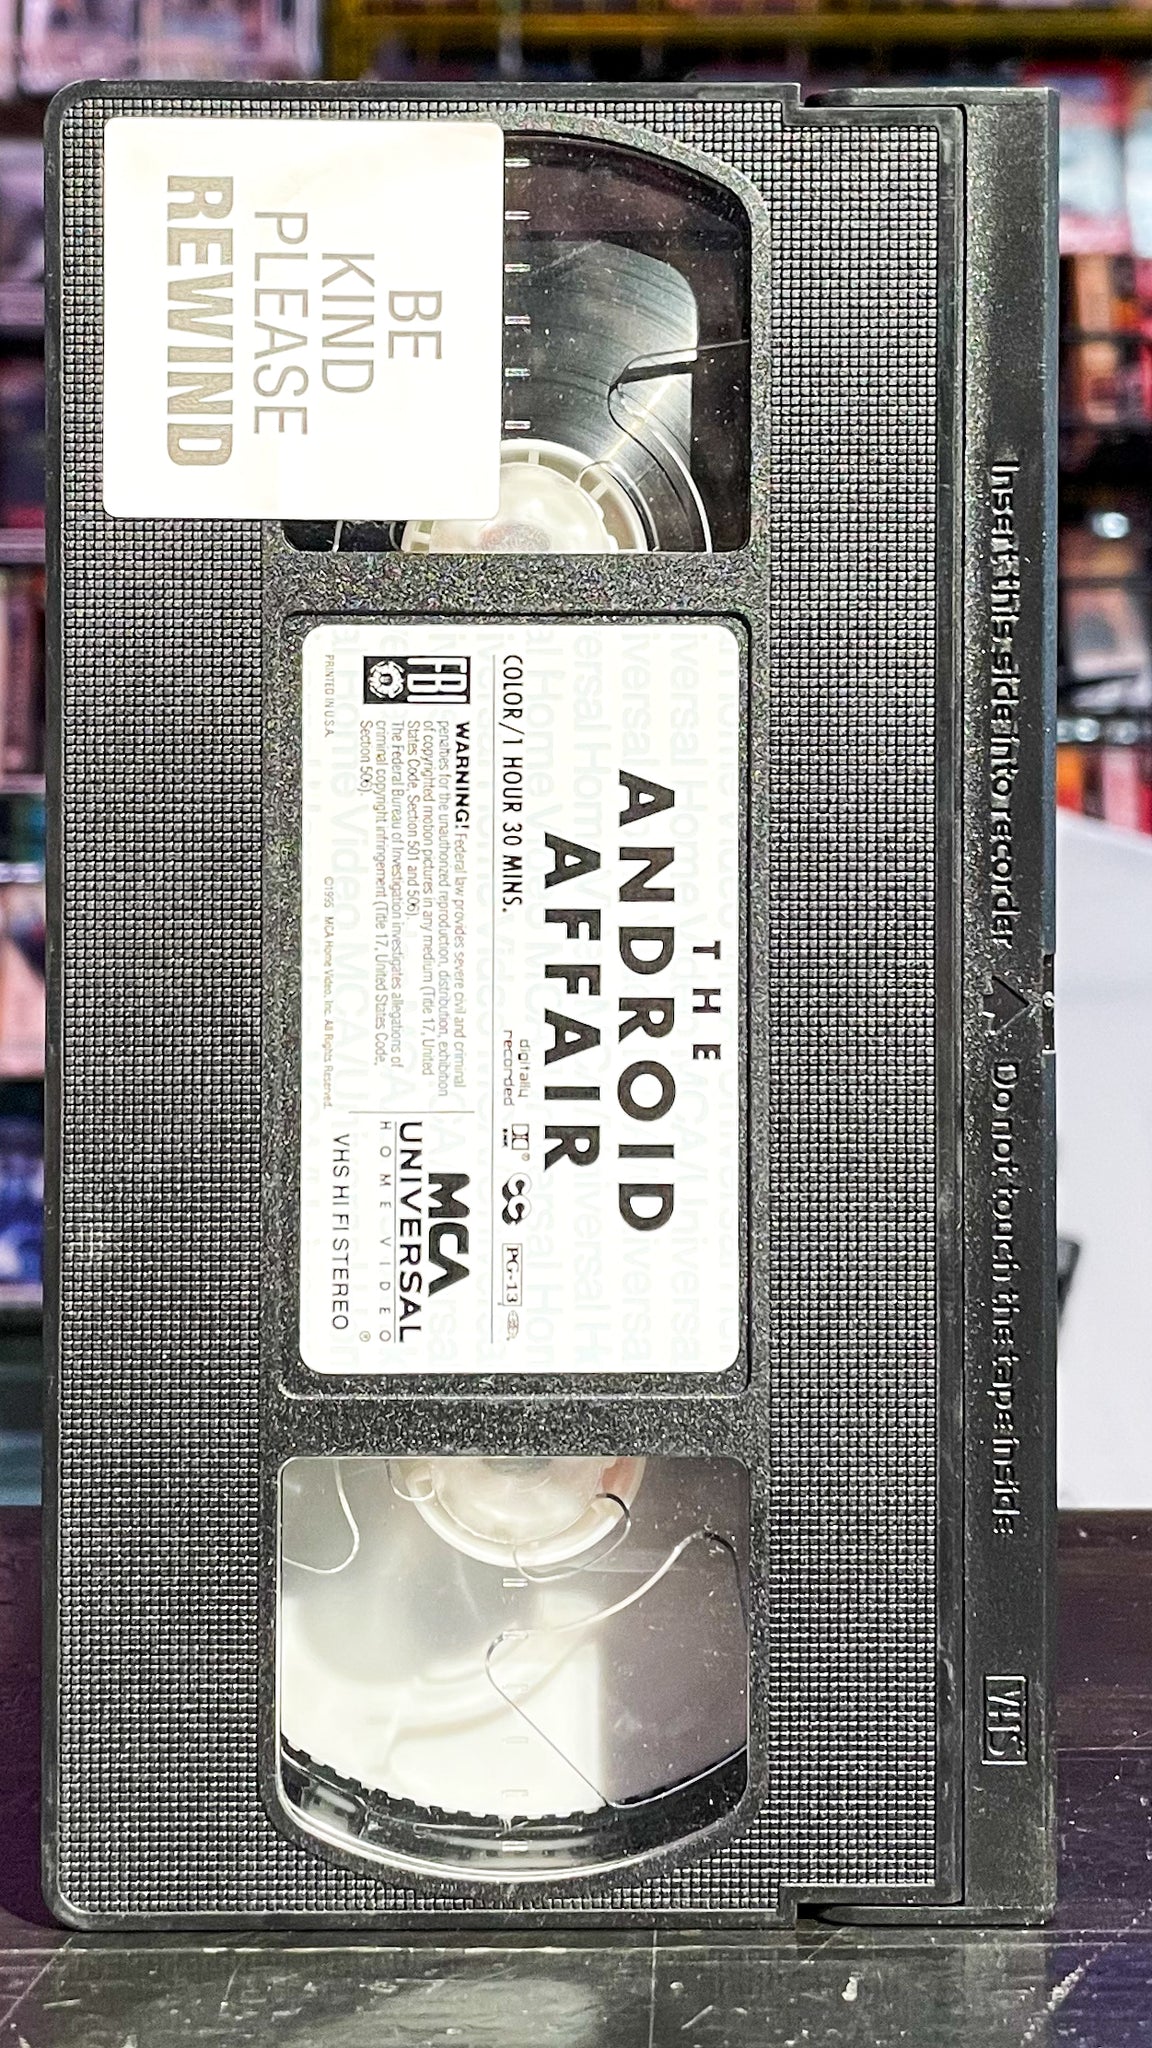 BE
KIND
PLEASE
REWIND
THE
ANDROID
AFFAIR
COLOR/1 HOUR 30 MINS.
digitally
recorded
PG-13
FBI
WARNING! Federal law provides severe civil and criminal
penalties for the unauthorized reproduction, distribution, exhibition
of copyrighted motion pictures in any medium (Title 17, United
States Code, Section 501 and 506).
The Federal Bureau of Investigation investigates allegations of
criminal copyright infringement (Title 17, United States Code,
Section 506).
PRINTED IN U.S.A.
©1995 MCA Home Video, Inc. All Rights Reserved.
MCA
UNIVERSAL
HOME VIDEO
®
VHS HI FI STEREO
Insert this side into recorder △ Do not touch the tape inside
VHS